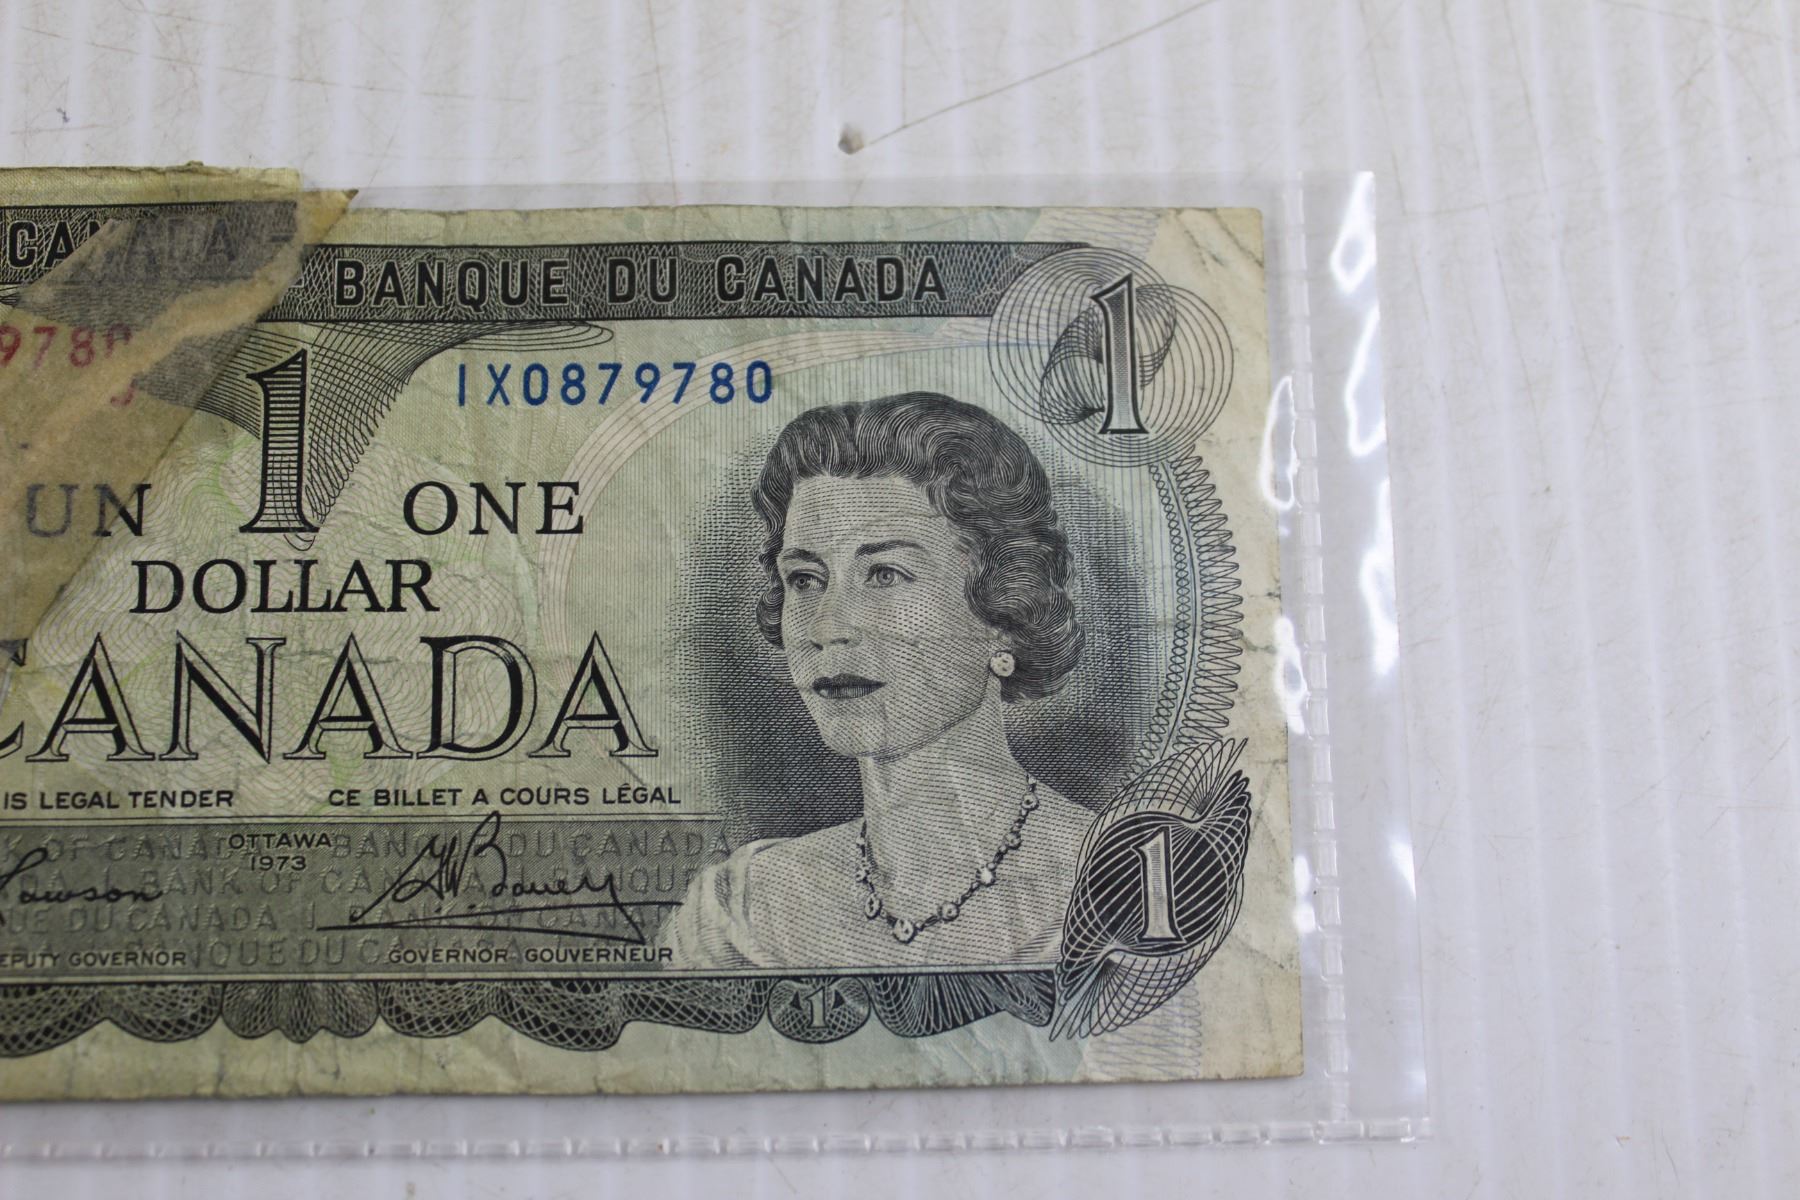 CANADA - BANQUE DU CANADA
1
9780
IX0879780
1
UN ONE
DOLLAR
CANADA
IS LEGAL TENDER CE BILLET A COURS LÉGAL
OTTAWA
1973
Lawson
DEPUTY GOVERNOR GOVERNOR-GOUVERNEUR
1
1